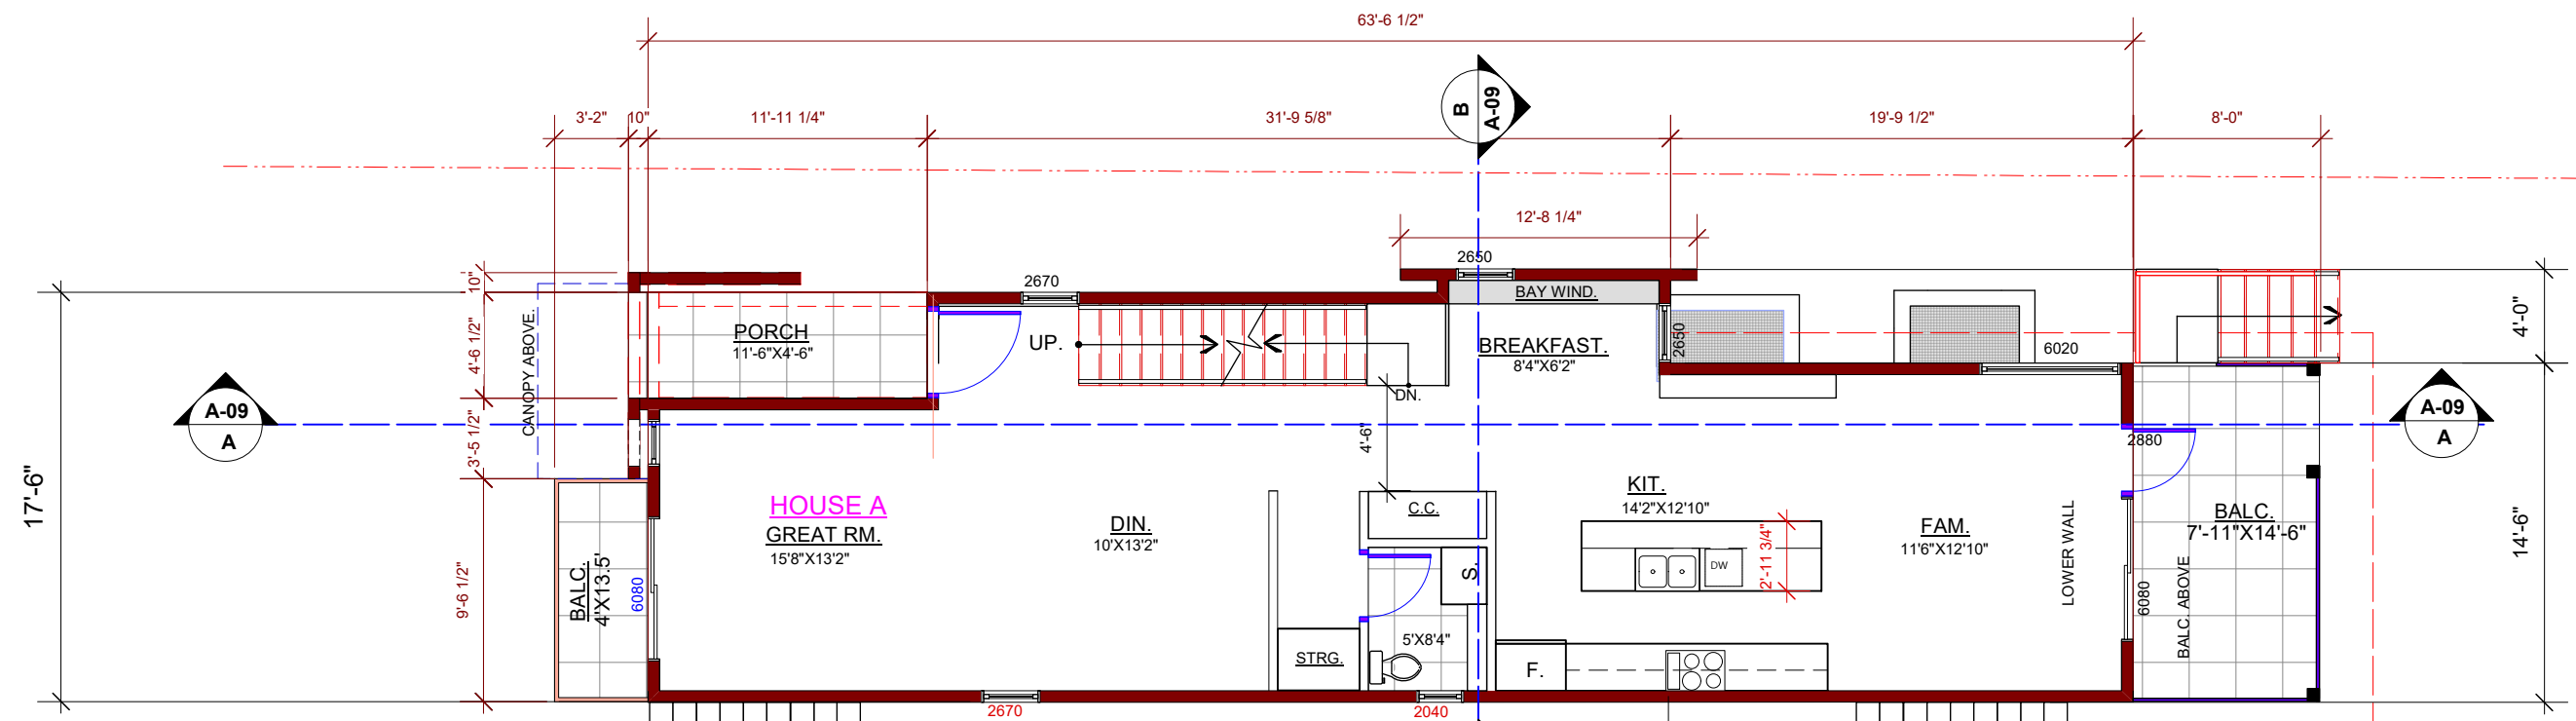 63'-6 1/2"
3'-2"
10"
11'-11 1/4"
31'-9 5/8"
B
A-09
19'-9 1/2"
8'-0"
12'-8 1/4"
2650
2670
BAY WIND.
10"
4'-6 1/2"
3'-5 1/2"
9'-6 1/2"
17'-6"
CANOPY ABOVE.
PORCH
11'-6"X4'-6"
UP.
DN.
BREAKFAST.
8'4"X6'2"
2650
6020
4'-0"
A-09
A
A-09
A
2880
4'-6"
HOUSE A
GREAT RM.
15'8"X13'2"
DIN.
10'X13'2"
C.C.
KIT.
14'2"X12'10"
FAM.
11'6"X12'10"
LOWER WALL
BALC.
7'-11"X14'-6"
14'-6"
BALC.
4'X13.5'
6080
S.
DW
2'-11 3/4"
6080
BALC. ABOVE
5'X8'4"
STRG.
F.
2670
2040